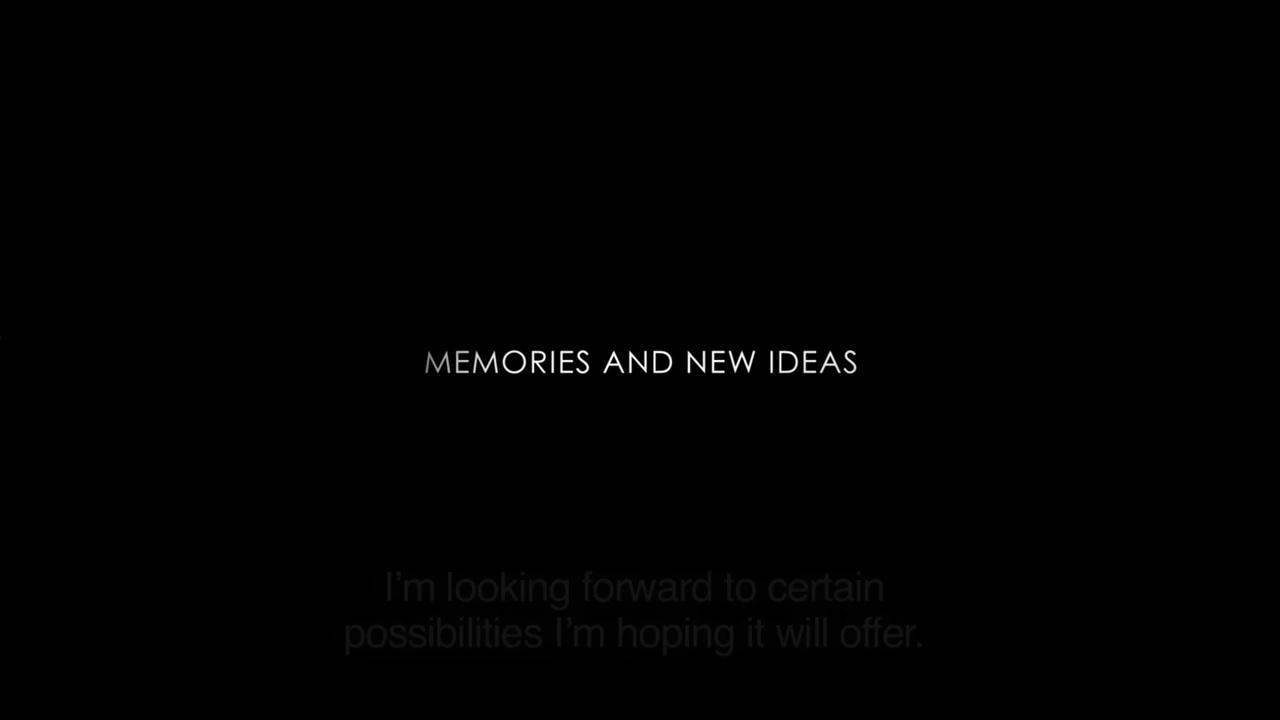 MEMORIES AND NEW IDEAS
I'm looking forward to certain
possibilities I'm hoping it will offer.